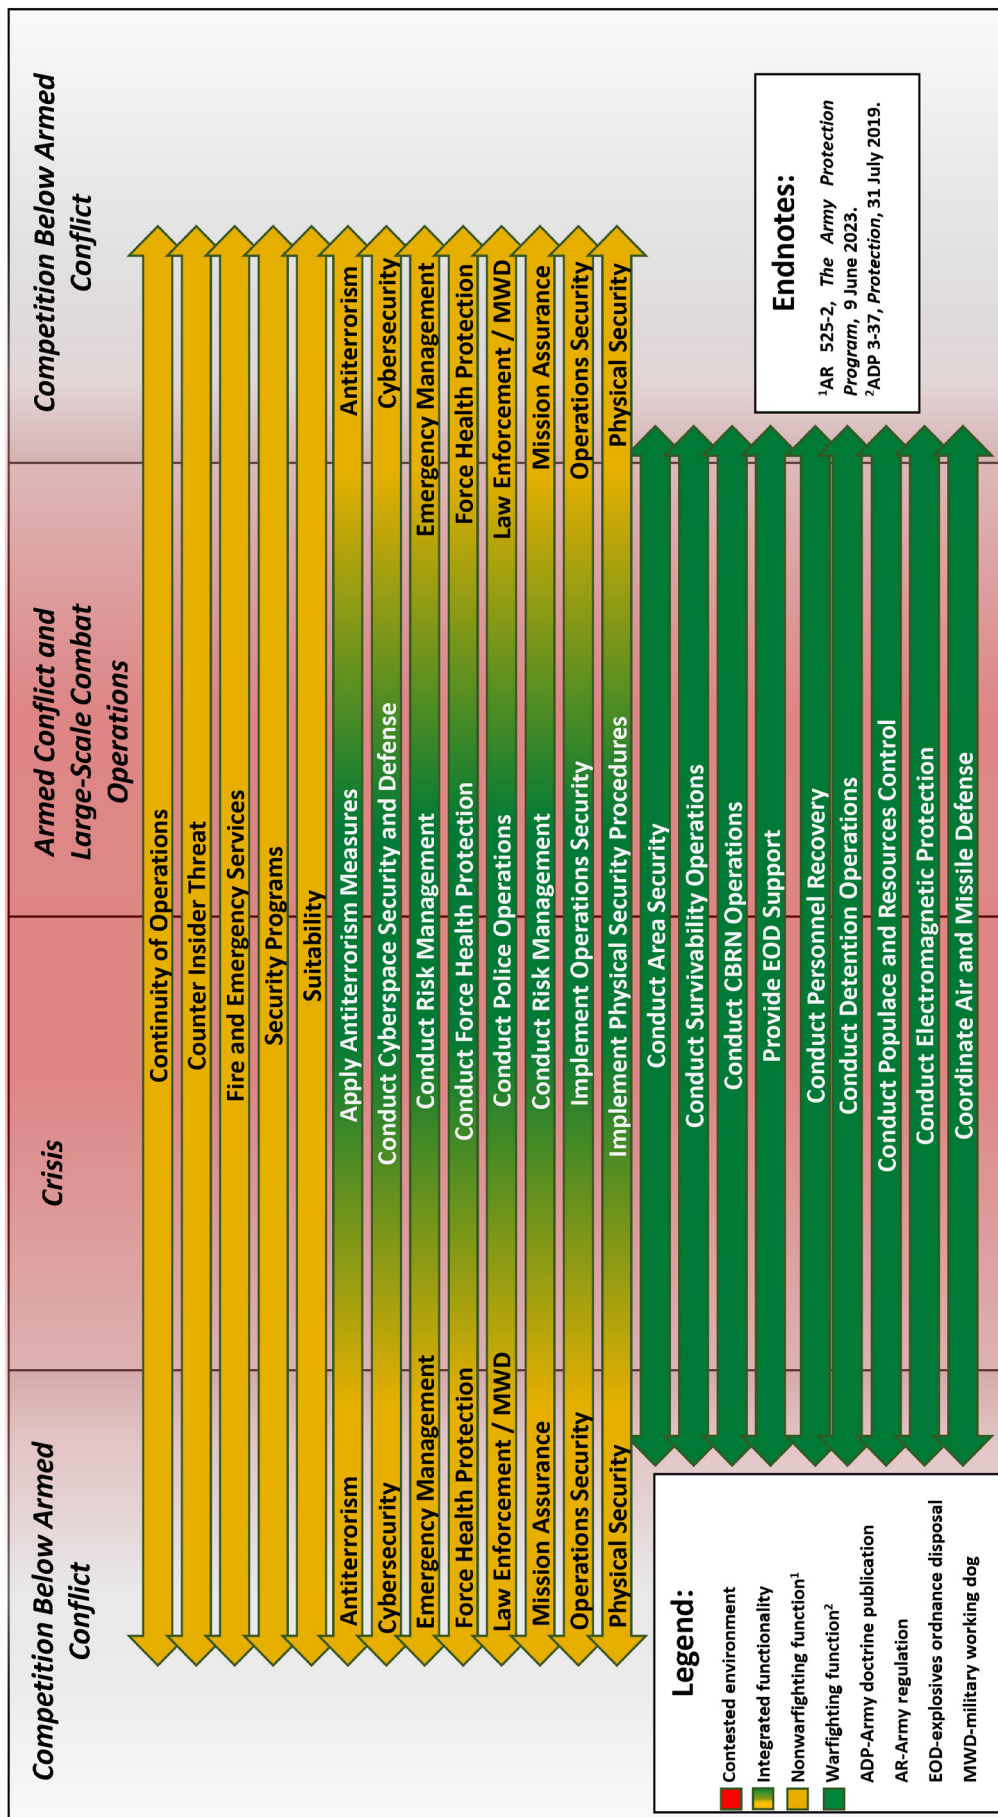 Competition Below Armed
Conflict
Crisis
Armed Conflict and
Large-Scale Combat
Operations
Competition Below Armed
Conflict
Continuity of Operations
Counter Insider Threat
Fire and Emergency Services
Security Programs
Suitability
Antiterrorism Apply Antiterrorism Measures Antiterrorism
Cybersecurity Conduct Cyberspace Security and Defense Cybersecurity
Emergency Management Conduct Risk Management Emergency Management
Force Health Protection Conduct Force Health Protection Force Health Protection
Law Enforcement / MWD Conduct Police Operations Law Enforcement / MWD
Mission Assurance Conduct Risk Management Mission Assurance
Operations Security Implement Operations Security Operations Security
Physical Security Implement Physical Security Procedures Physical Security
Conduct Area Security
Conduct Survivability Operations
Conduct CBRN Operations
Provide EOD Support
Conduct Personnel Recovery
Conduct Detention Operations
Conduct Populace and Resources Control
Conduct Electromagnetic Protection
Coordinate Air and Missile Defense
Legend:
Contested environment
Integrated functionality
Nonwarfighting function¹
Warfighting function²
ADP-Army doctrine publication
AR-Army regulation
EOD-explosives ordnance disposal
MWD-military working dog
Endnotes:
¹AR 525-2, The Army Protection
Program, 9 June 2023.
²ADP 3-37, Protection, 31 July 2019.